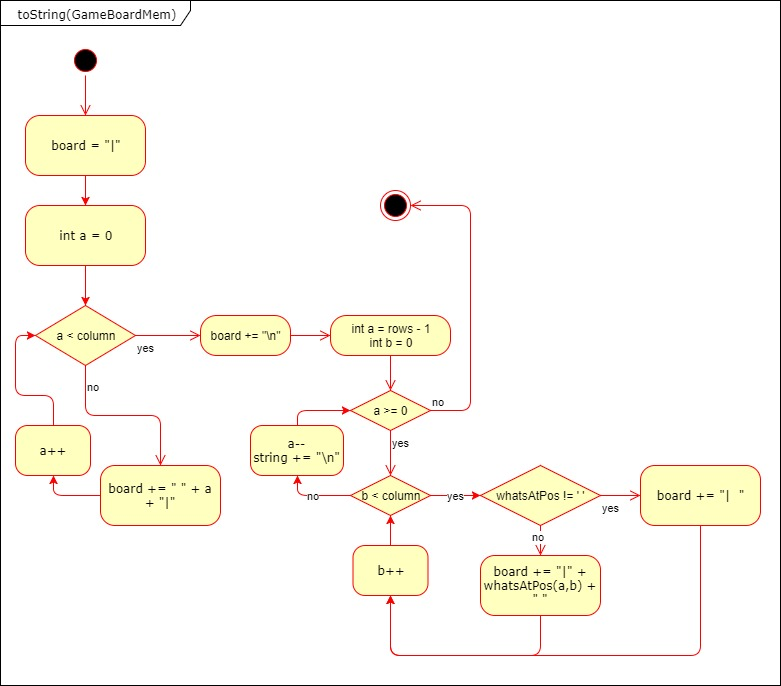 toString(GameBoardMem)
board = "|"
int a = 0
a < column
yes
no
a++
board += " " + a
+ "|"
board += "\n"
int a = rows - 1
int b = 0
a >= 0
no
yes
a--
string += "\n"
b < column
no
yes
whatsAtPos != ' '
yes
no
board += "|  "
b++
board += "|" +
whatsAtPos(a,b) +
" "